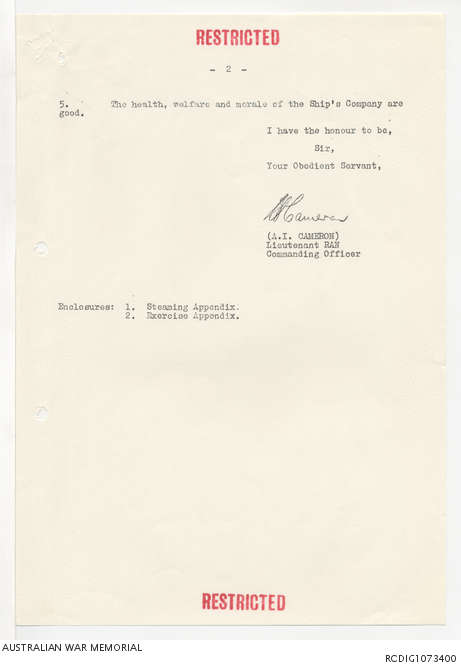 RESTRICTED
- 2 -
5. The health, welfare and morale of the Ship's Company are
good.
I have the honour to be,
Sir,
Your Obedient Servant,
(A.I. CAMERON)
Lieutenant RAN
Commanding Officer
Enclosures: 1. Steaming Appendix.
2. Exercise Appendix.
RESTRICTED
AUSTRALIAN WAR MEMORIAL
RCDIG1073400